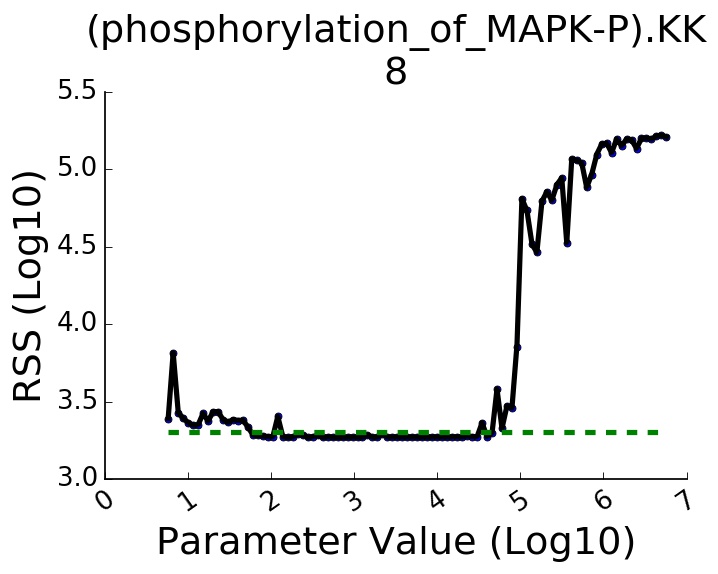 (phosphorylation_of_MAPK-P).KK
8
5.5
5.0
4.5
4.0
3.5
3.0
RSS (Log10)
0 1 2 3 4 5 6 7
Parameter Value (Log10)